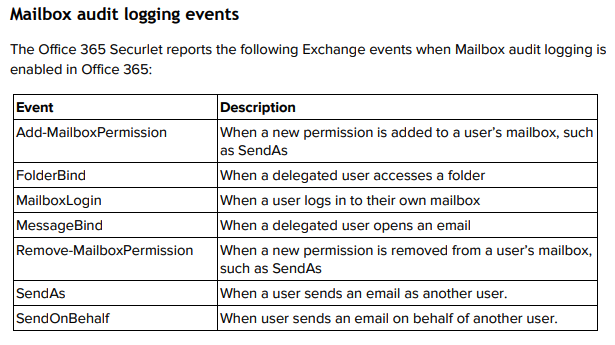 Mailbox audit logging events
The Office 365 Securlet reports the following Exchange events when Mailbox audit logging is
enabled in Office 365:
Event Description
Add-MailboxPermission When a new permission is added to a user's mailbox, such
as SendAs
FolderBind When a delegated user accesses a folder
MailboxLogin When a user logs in to their own mailbox
MessageBind When a delegated user opens an email
Remove-MailboxPermission When a new permission is removed from a user's mailbox,
such as SendAs
SendAs When a user sends an email as another user.
SendOnBehalf When user sends an email on behalf of another user.